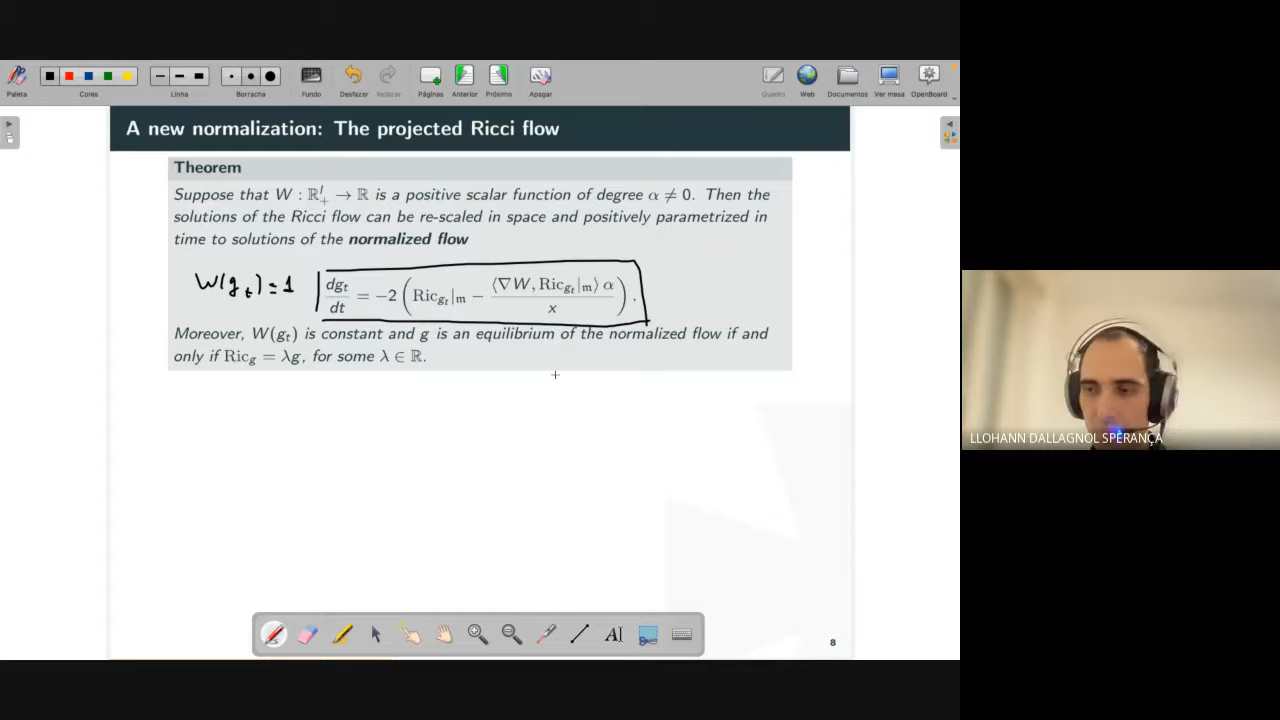 Paleta
Cores
Linha
Borracha
Fundo
Desfazer
Refazer
Páginas
Anterior
Próximo
Apagar
Quadro
Web
Documentos
Ver mesa
OpenBoard
A new normalization: The projected Ricci flow
Theorem
Suppose that W : ℝ₊ˡ → ℝ is a positive scalar function of degree α ≠ 0. Then the
solutions of the Ricci flow can be re-scaled in space and positively parametrized in
time to solutions of the normalized flow
W(g_t) = 1
dg_t/dt = −2 ( Ric_{g_t}|_𝔪 − ⟨∇W, Ric_{g_t}|_𝔪⟩ α / x ) .
Moreover, W(g_t) is constant and g is an equilibrium of the normalized flow if and
only if Ric_g = λg, for some λ ∈ ℝ.
8
AI
LLOHANN DALLAGNOL SPERANÇA